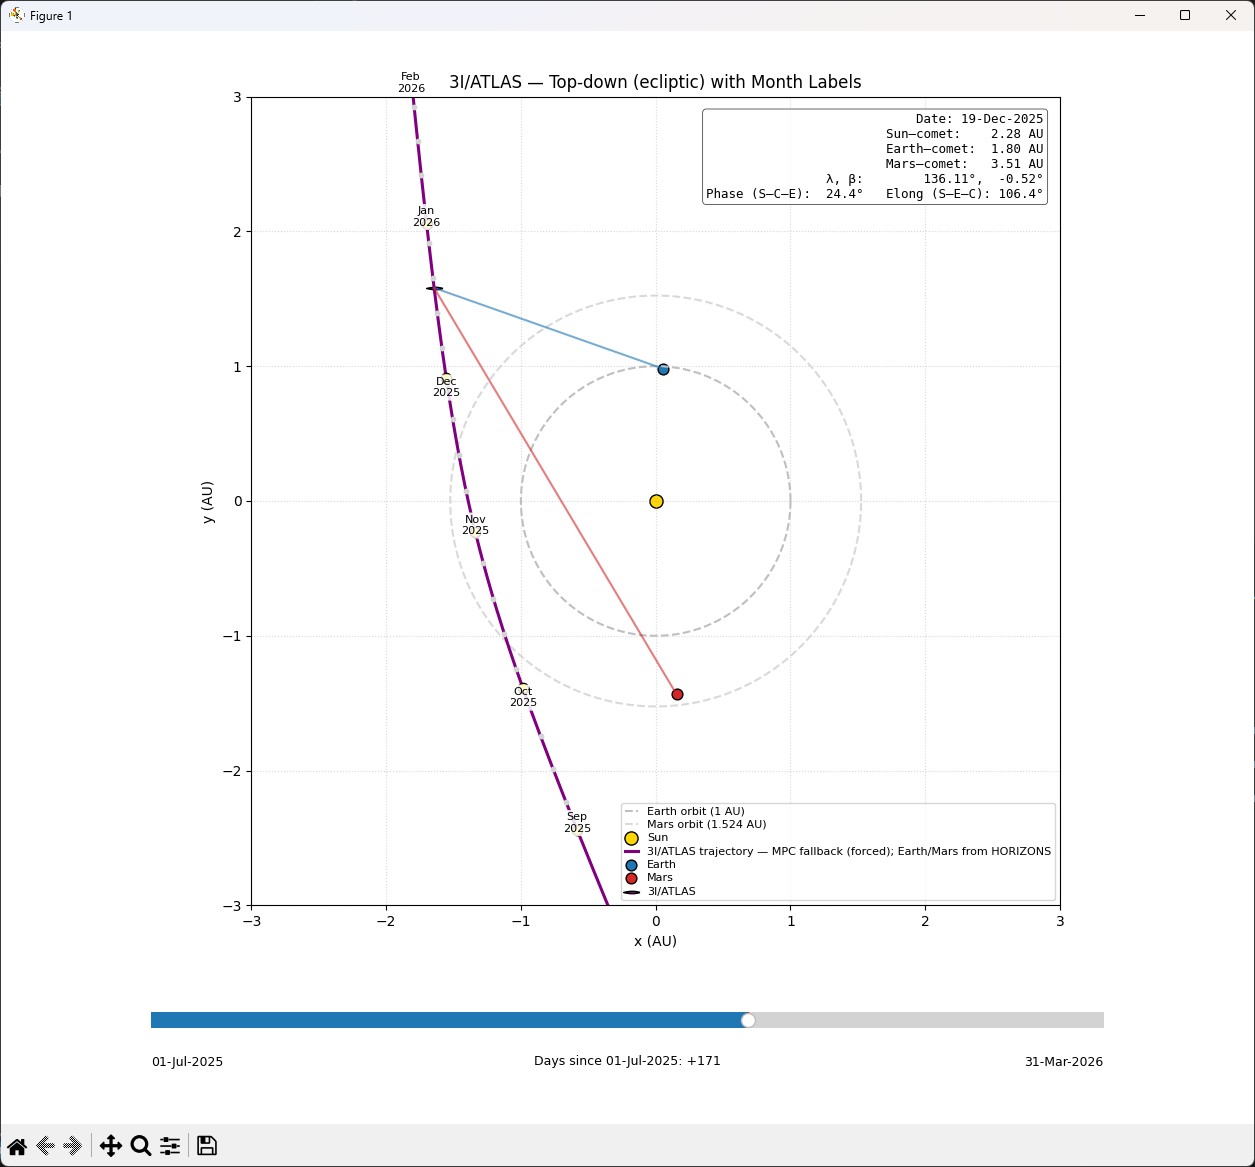 Figure 1
3I/ATLAS — Top-down (ecliptic) with Month Labels
Feb
2026
Date: 19-Dec-2025
Sun–comet: 2.28 AU
Earth–comet: 1.80 AU
Mars–comet: 3.51 AU
λ, β: 136.11°, -0.52°
Phase (S–C–E): 24.4° Elong (S–E–C): 106.4°
Jan
2026
Dec
2025
Nov
2025
Oct
2025
Sep
2025
3
2
1
0
−1
−2
−3
y (AU)
Earth orbit (1 AU)
Mars orbit (1.524 AU)
Sun
3I/ATLAS trajectory — MPC fallback (forced); Earth/Mars from HORIZONS
Earth
Mars
3I/ATLAS
−3 −2 −1 0 1 2 3
x (AU)
01-Jul-2025 Days since 01-Jul-2025: +171 31-Mar-2026